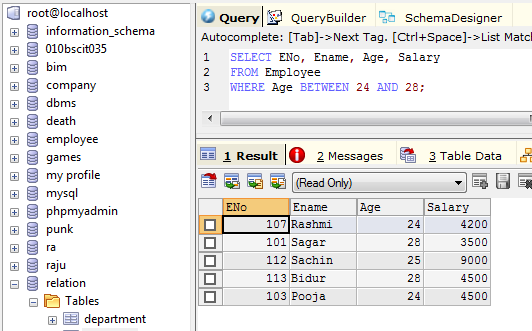 root@localhost
information_schema
010bscit035
bim
company
dbms
death
employee
games
my profile
mysql
phpmyadmin
punk
ra
raju
relation
Tables
department
Query QueryBuilder SchemaDesigner
Autocomplete: [Tab]->Next Tag. [Ctrl+Space]->List Matc
1 SELECT ENo, Ename, Age, Salary
2 FROM Employee
3 WHERE Age BETWEEN 24 AND 28;
1 Result 2 Messages 3 Table Data
(Read Only)
ENo Ename Age Salary
107 Rashmi 24 4200
101 Sagar 28 3500
112 Sachin 25 9000
113 Bidur 28 4500
103 Pooja 24 4500